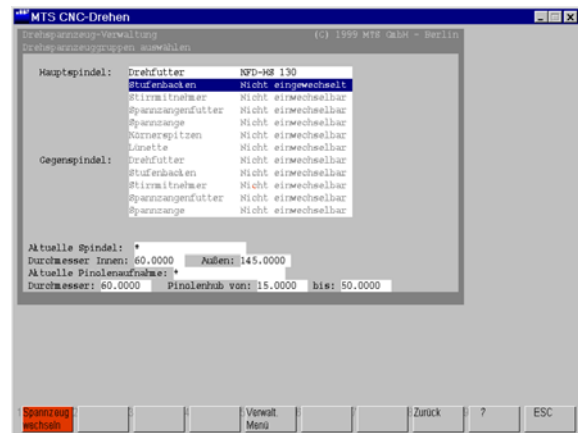 MTS CNC-Drehen
Drehspannzeug-Verwaltung (C) 1999 MTS GmbH - Berlin
Drehspannzeuggruppen auswählen
Hauptspindel: Drehfutter KFD-HS 130
Stufenbacken Nicht eingewechselt
Stirnmitnehmer Nicht einwechselbar
Spannzangenfutter Nicht einwechselbar
Spannzange Nicht einwechselbar
Körnerspitzen Nicht einwechselbar
Lünette Nicht einwechselbar
Gegenspindel: Drehfutter Nicht einwechselbar
Stufenbacken Nicht einwechselbar
Stirnmitnehmer Nicht einwechselbar
Spannzangenfutter Nicht einwechselbar
Spannzange Nicht einwechselbar
Aktuelle Spindel: *
Durchmesser Innen: 60.0000 Außen: 145.0000
Aktuelle Pinolenaufnahme: *
Durchmesser: 60.0000 Pinolenhub von: 15.0000 bis: 50.0000
Spannzeug wechseln
Verwalt. Menü
Zurück
?
ESC